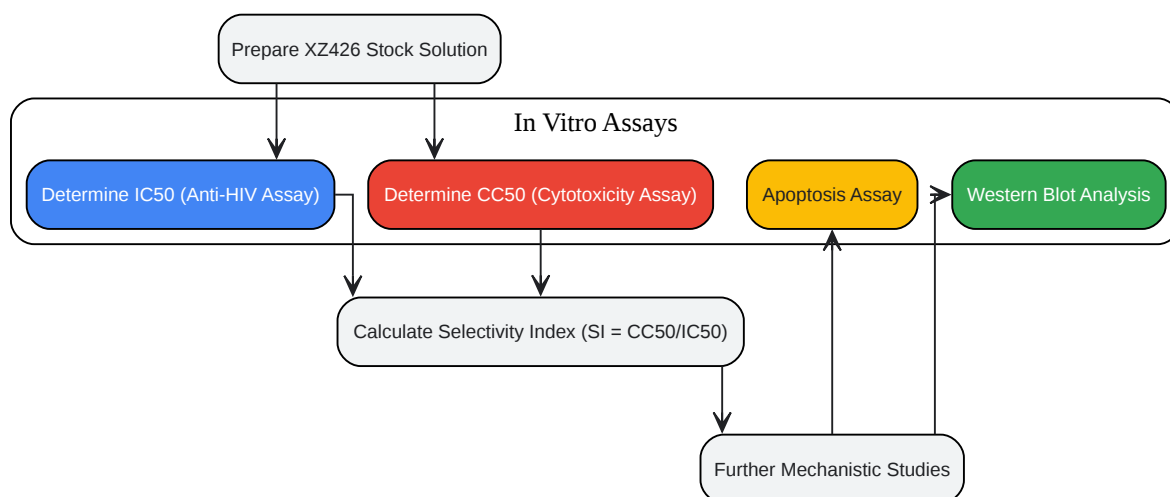 Prepare XZ426 Stock Solution
In Vitro Assays
Determine IC50 (Anti-HIV Assay)
Determine CC50 (Cytotoxicity Assay)
Apoptosis Assay
Western Blot Analysis
Calculate Selectivity Index (SI = CC50/IC50)
Further Mechanistic Studies